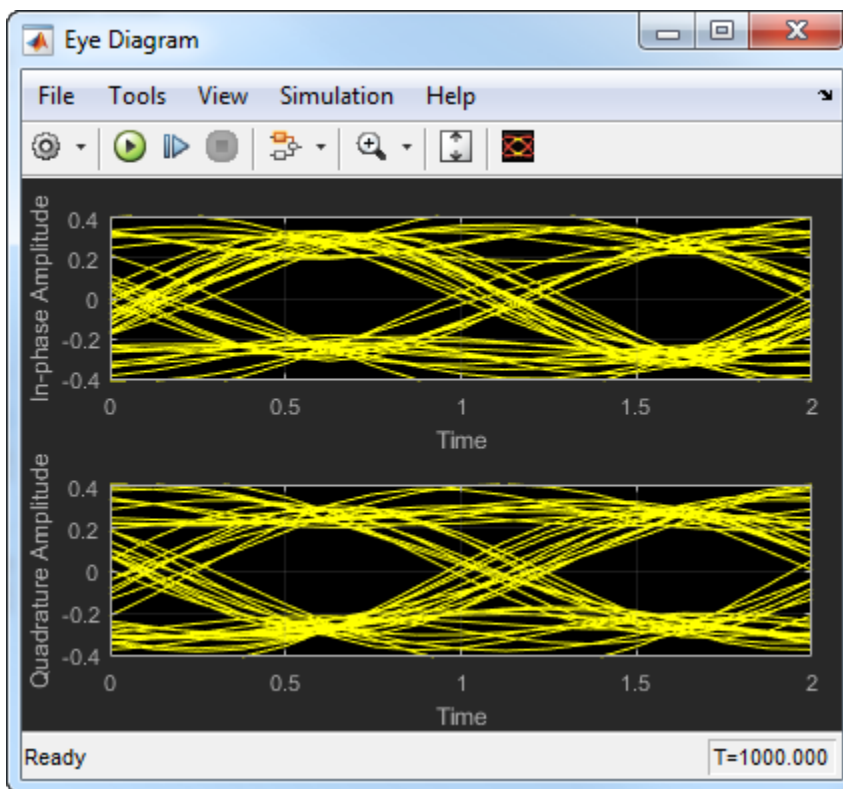 Eye Diagram
File Tools View Simulation Help
In-phase Amplitude
0.4
0.2
0
-0.2
-0.4
0 0.5 1 1.5 2
Time
Quadrature Amplitude
0.4
0.2
0
-0.2
-0.4
0 0.5 1 1.5 2
Time
Ready T=1000.000